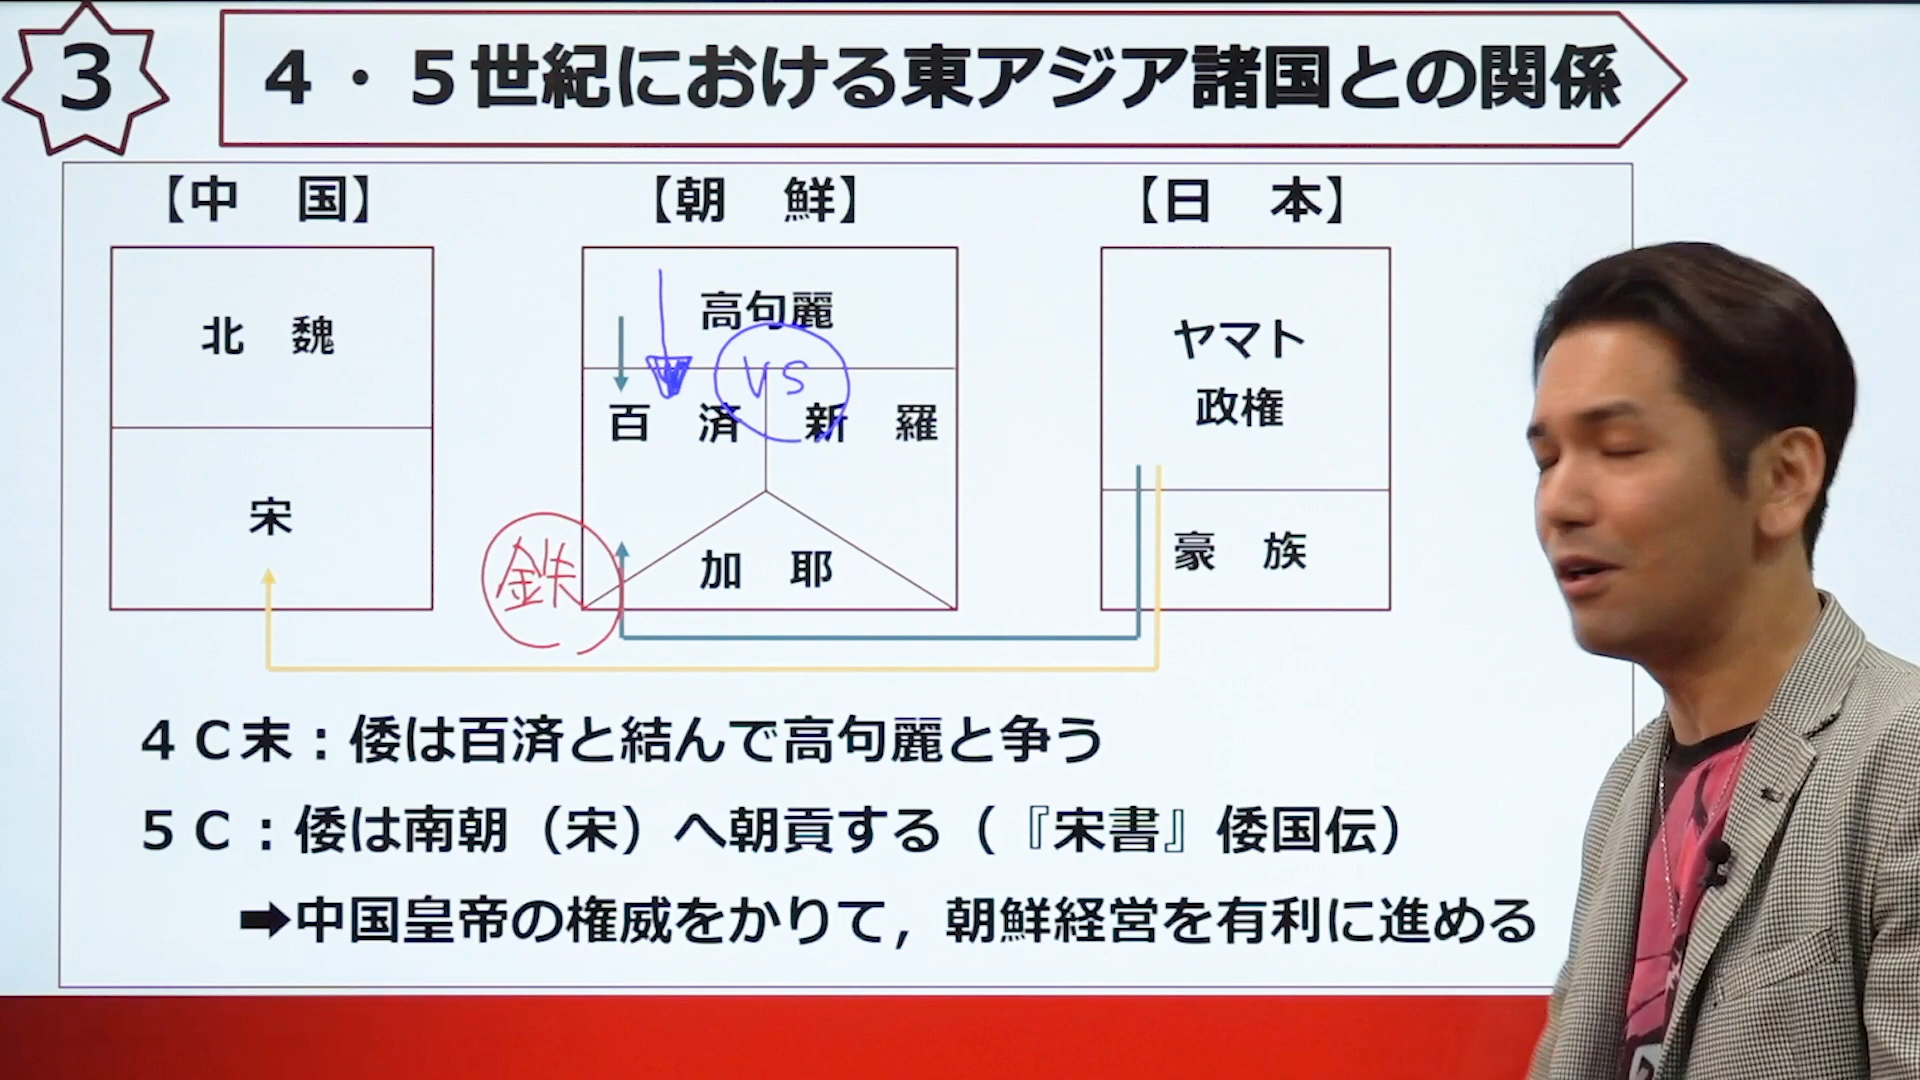 3
4・5世紀における東アジア諸国との関係
【中　国】
【朝　鮮】
【日　本】
北　魏
宋
高句麗
VS
百　済
新　羅
加　耶
鉄
ヤマト
政権
豪　族
４Ｃ末：倭は百済と結んで高句麗と争う
５Ｃ：倭は南朝（宋）へ朝貢する（『宋書』倭国伝）
➡中国皇帝の権威をかりて，朝鮮経営を有利に進める